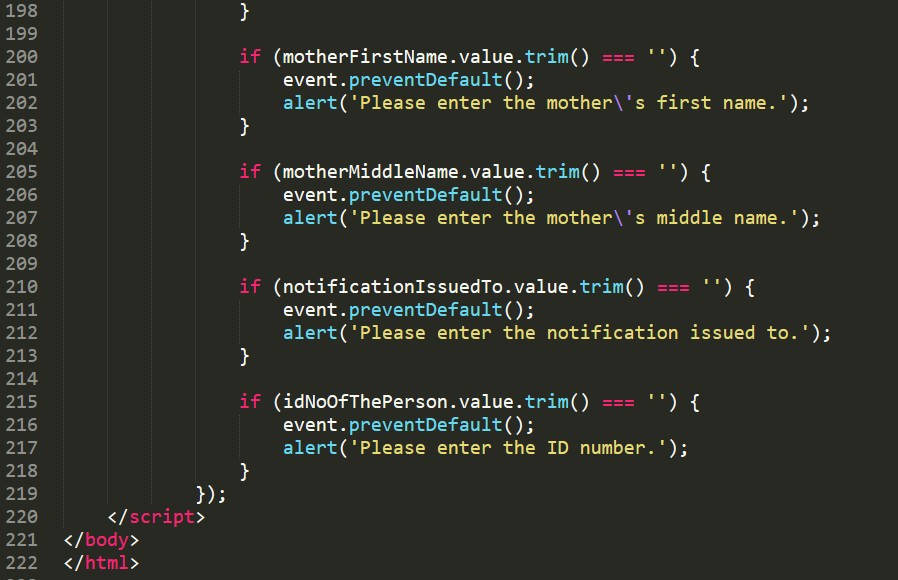 198                 }
199
200                 if (motherFirstName.value.trim() === '') {
201                     event.preventDefault();
202                     alert('Please enter the mother\'s first name.');
203                 }
204
205                 if (motherMiddleName.value.trim() === '') {
206                     event.preventDefault();
207                     alert('Please enter the mother\'s middle name.');
208                 }
209
210                 if (notificationIssuedTo.value.trim() === '') {
211                     event.preventDefault();
212                     alert('Please enter the notification issued to.');
213                 }
214
215                 if (idNoOfThePerson.value.trim() === '') {
216                     event.preventDefault();
217                     alert('Please enter the ID number.');
218                 }
219             });
220     </script>
221 </body>
222 </html>